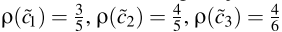 ρ(c̃₁) = 3/5, ρ(c̃₂) = 4/5, ρ(c̃₃) = 4/6